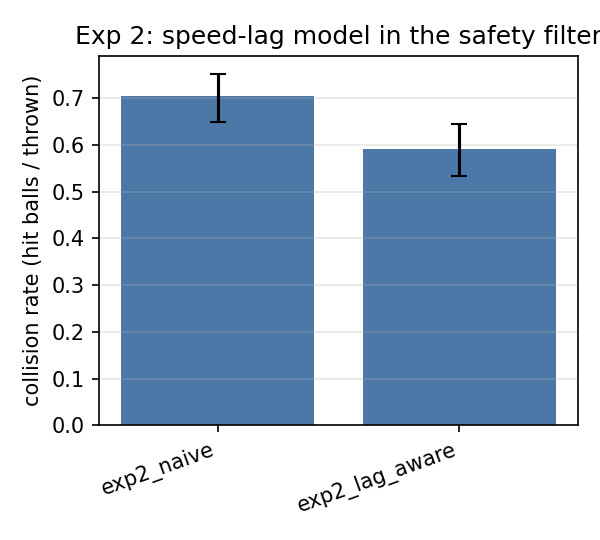 Exp 2: speed-lag model in the safety filter
collision rate (hit balls / thrown)
0.7
0.6
0.5
0.4
0.3
0.2
0.1
0.0
exp2_naive
exp2_lag_aware